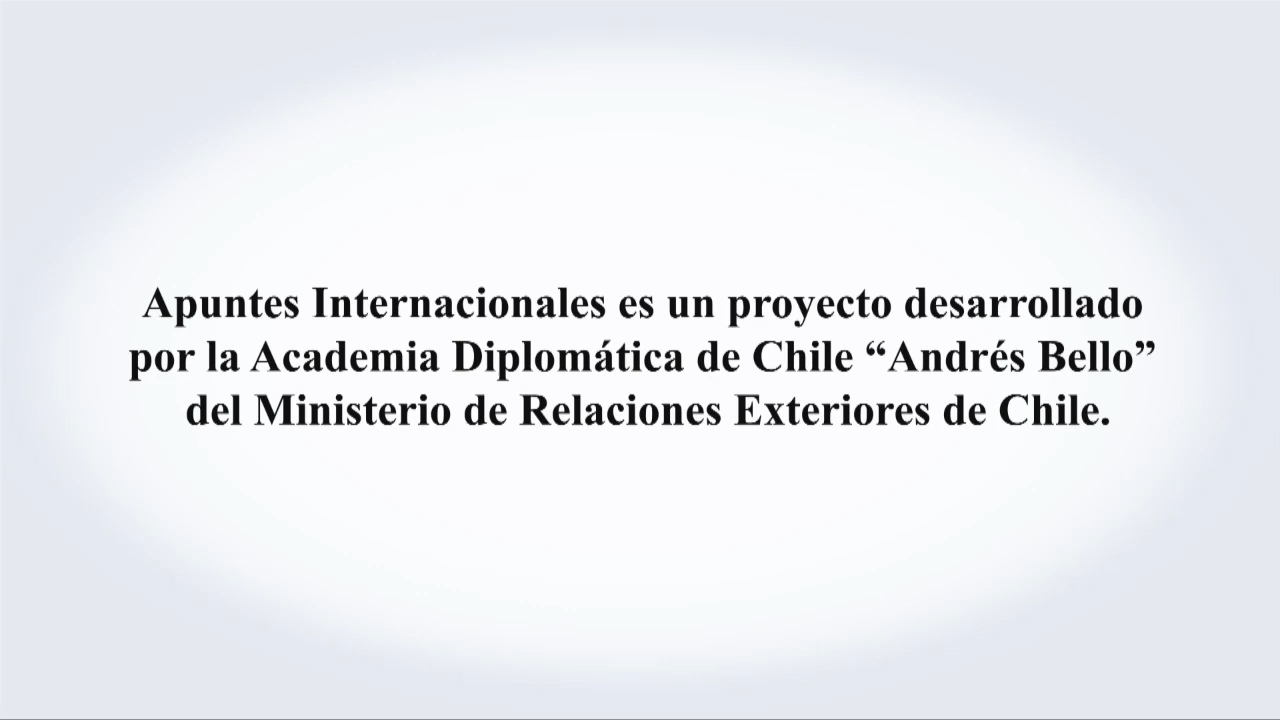 Apuntes Internacionales es un proyecto desarrollado
por la Academia Diplomática de Chile “Andrés Bello”
del Ministerio de Relaciones Exteriores de Chile.